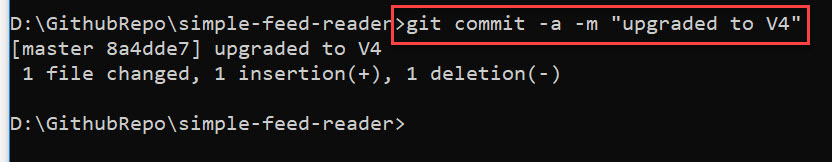 D:\GithubRepo\simple-feed-reader>git commit -a -m "upgraded to V4"
[master 8a4dde7] upgraded to V4
 1 file changed, 1 insertion(+), 1 deletion(-)
D:\GithubRepo\simple-feed-reader>